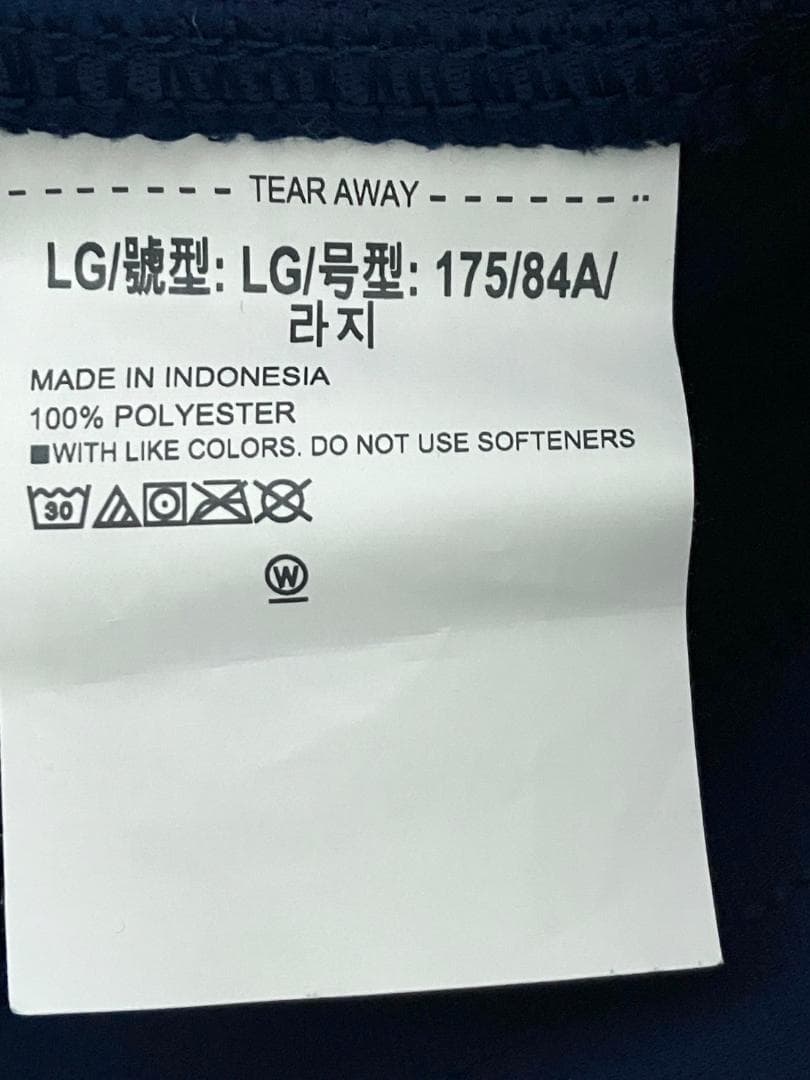 TEAR AWAY
LG/號型: LG/号型: 175/84A/
라지
MADE IN INDONESIA
100% POLYESTER
■WITH LIKE COLORS. DO NOT USE SOFTENERS
30
W